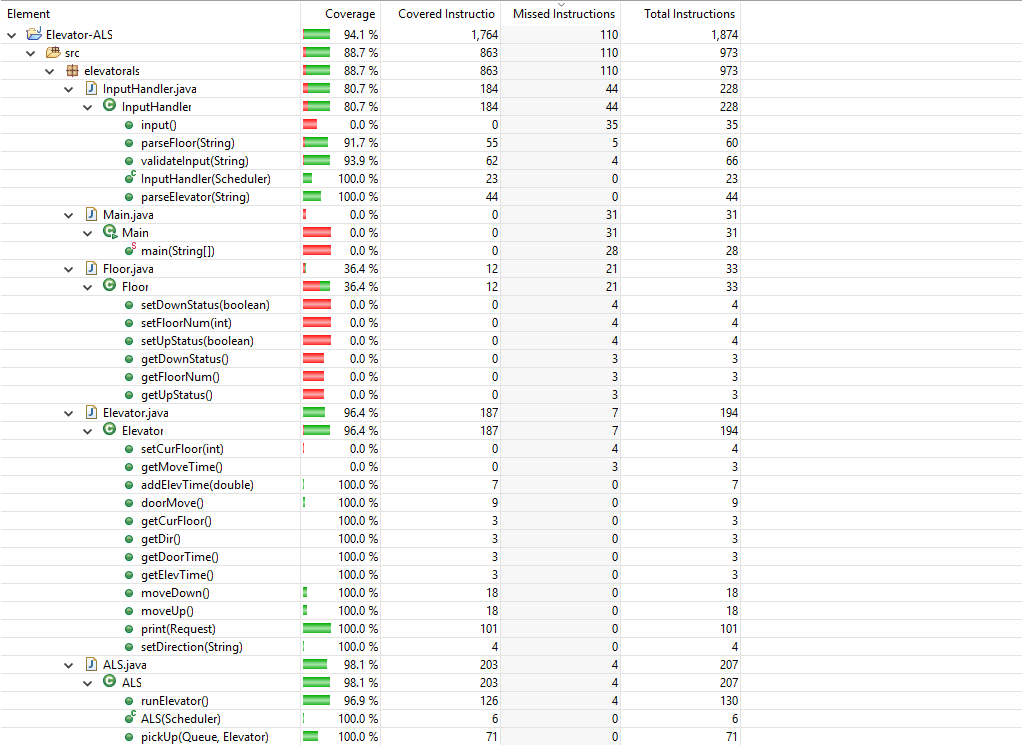 Element Coverage Covered Instructio Missed Instructions Total Instructions
Elevator-ALS 94.1 % 1,764 110 1,874
src 88.7 % 863 110 973
elevatorals 88.7 % 863 110 973
InputHandler.java 80.7 % 184 44 228
InputHandler 80.7 % 184 44 228
input() 0.0 % 0 35 35
parseFloor(String) 91.7 % 55 5 60
validateInput(String) 93.9 % 62 4 66
InputHandler(Scheduler) 100.0 % 23 0 23
parseElevator(String) 100.0 % 44 0 44
Main.java 0.0 % 0 31 31
Main 0.0 % 0 31 31
main(String[]) 0.0 % 0 28 28
Floor.java 36.4 % 12 21 33
Floor 36.4 % 12 21 33
setDownStatus(boolean) 0.0 % 0 4 4
setFloorNum(int) 0.0 % 0 4 4
setUpStatus(boolean) 0.0 % 0 4 4
getDownStatus() 0.0 % 0 3 3
getFloorNum() 0.0 % 0 3 3
getUpStatus() 0.0 % 0 3 3
Elevator.java 96.4 % 187 7 194
Elevator 96.4 % 187 7 194
setCurFloor(int) 0.0 % 0 4 4
getMoveTime() 0.0 % 0 3 3
addElevTime(double) 100.0 % 7 0 7
doorMove() 100.0 % 9 0 9
getCurFloor() 100.0 % 3 0 3
getDir() 100.0 % 3 0 3
getDoorTime() 100.0 % 3 0 3
getElevTime() 100.0 % 3 0 3
moveDown() 100.0 % 18 0 18
moveUp() 100.0 % 18 0 18
print(Request) 100.0 % 101 0 101
setDirection(String) 100.0 % 4 0 4
ALS.java 98.1 % 203 4 207
ALS 98.1 % 203 4 207
runElevator() 96.9 % 126 4 130
ALS(Scheduler) 100.0 % 6 0 6
pickUp(Queue, Elevator) 100.0 % 71 0 71